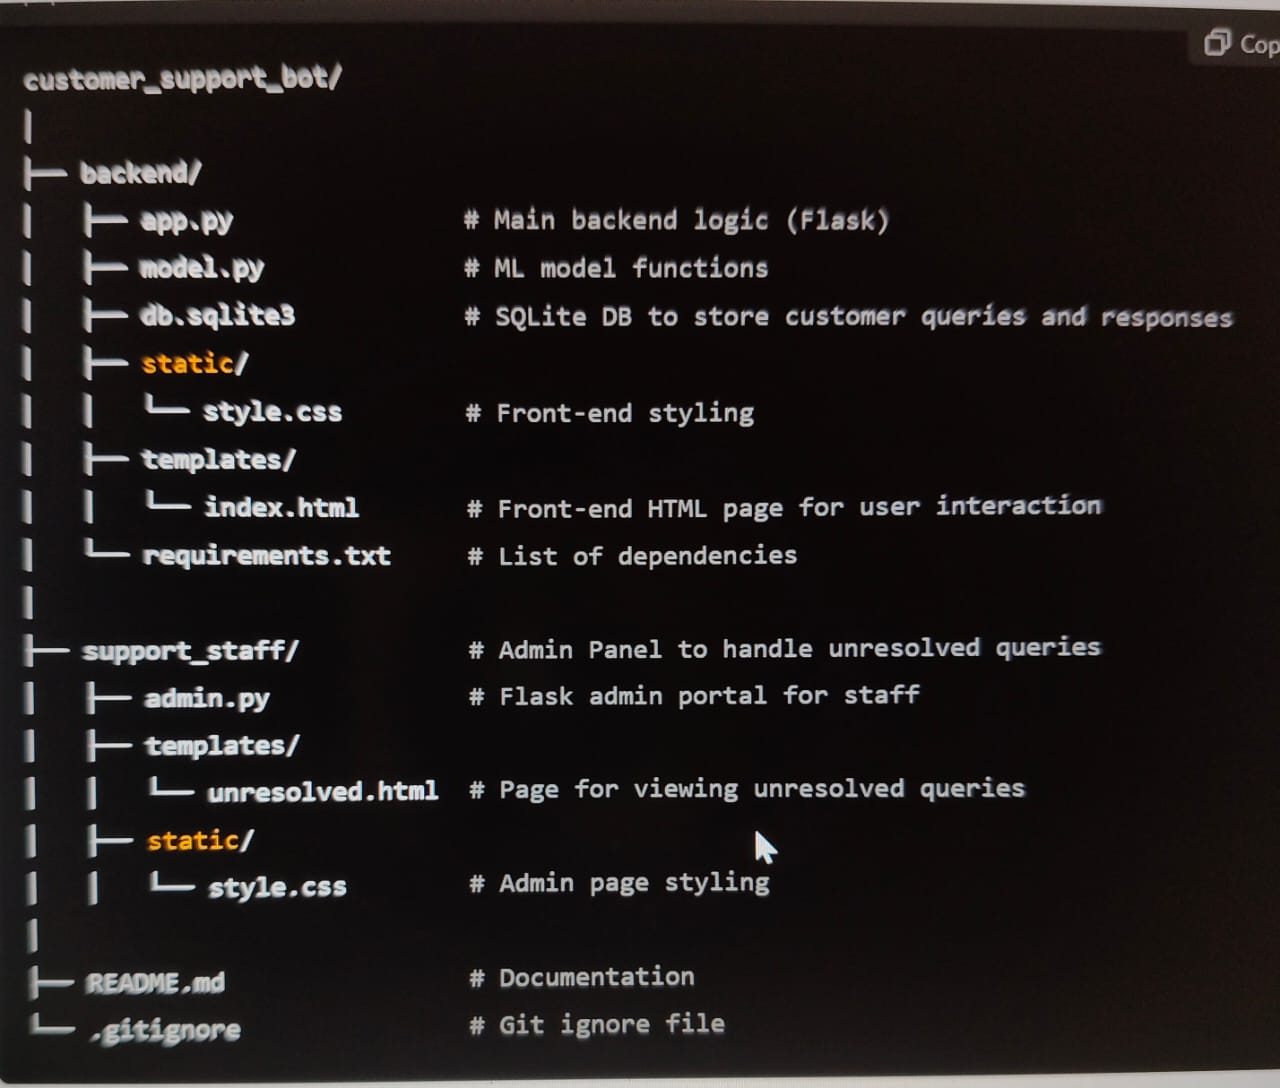 Cop
customer_support_bot/
│
├── backend/
│   ├── app.py                # Main backend logic (Flask)
│   ├── model.py              # ML model functions
│   ├── db.sqlite3            # SQLite DB to store customer queries and responses
│   ├── static/
│   │   └── style.css         # Front-end styling
│   ├── templates/
│   │   └── index.html        # Front-end HTML page for user interaction
│   └── requirements.txt      # List of dependencies
│
├── support_staff/            # Admin Panel to handle unresolved queries
│   ├── admin.py              # Flask admin portal for staff
│   ├── templates/
│   │   └── unresolved.html   # Page for viewing unresolved queries
│   ├── static/
│   │   └── style.css         # Admin page styling
│
├── README.md                 # Documentation
└── .gitignore                # Git ignore file